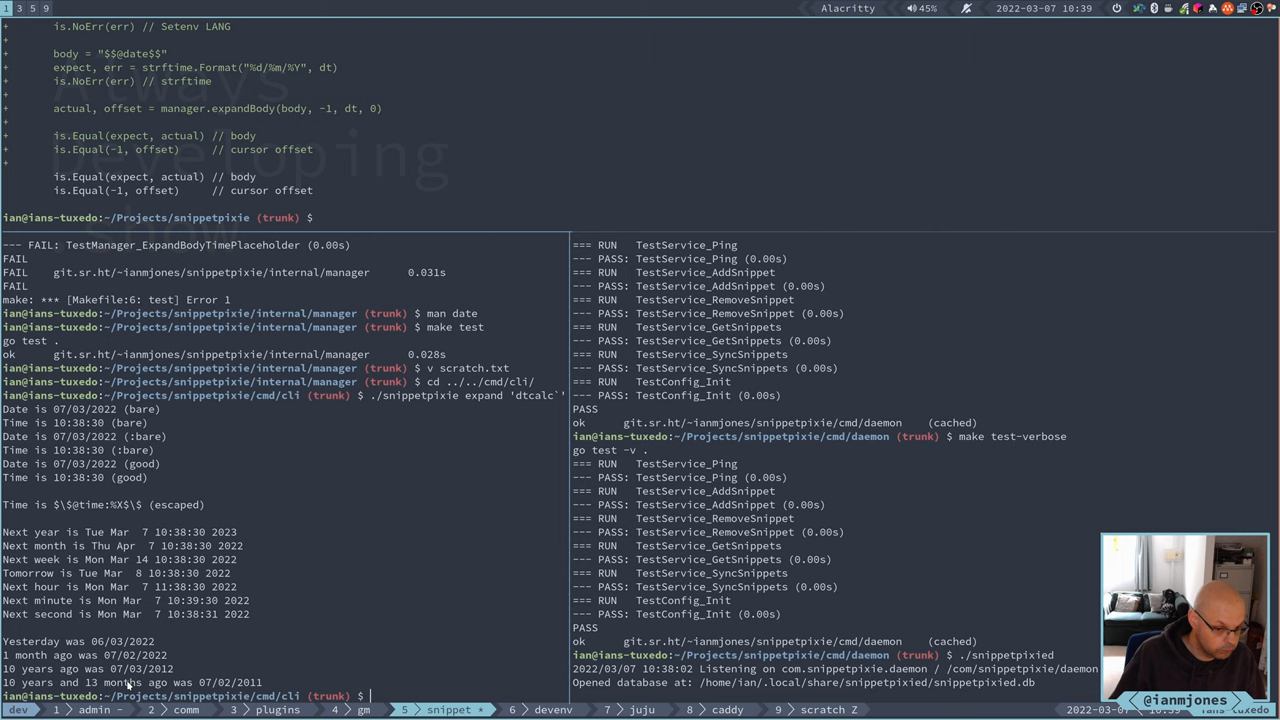 1 3 5 9
Alacritty 45% 2022-03-07 10:39
+ is.NoErr(err) // Setenv LANG
+
+ body = "$$@date$$"
+ expect, err = strftime.Format("%d/%m/%Y", dt)
+ is.NoErr(err) // strftime
+
+ actual, offset = manager.expandBody(body, -1, dt, 0)
+
+ is.Equal(expect, actual) // body
+ is.Equal(-1, offset) // cursor offset
+
is.Equal(expect, actual) // body
is.Equal(-1, offset) // cursor offset
Always
Developing
show
ian@ians-tuxedo:~/Projects/snippetpixie (trunk) $
--- FAIL: TestManager_ExpandBodyTimePlaceholder (0.00s)
FAIL
FAIL git.sr.ht/~ianmjones/snippetpixie/internal/manager 0.031s
FAIL
make: *** [Makefile:6: test] Error 1
ian@ians-tuxedo:~/Projects/snippetpixie/internal/manager (trunk) $ man date
ian@ians-tuxedo:~/Projects/snippetpixie/internal/manager (trunk) $ make test
go test .
ok git.sr.ht/~ianmjones/snippetpixie/internal/manager 0.028s
ian@ians-tuxedo:~/Projects/snippetpixie/internal/manager (trunk) $ v scratch.txt
ian@ians-tuxedo:~/Projects/snippetpixie/internal/manager (trunk) $ cd ../../cmd/cli/
ian@ians-tuxedo:~/Projects/snippetpixie/cmd/cli (trunk) $ ./snippetpixie expand 'dtcalc`'
Date is 07/03/2022 (bare)
Time is 10:38:30 (bare)
Date is 07/03/2022 (:bare)
Time is 10:38:30 (:bare)
Date is 07/03/2022 (good)
Time is 10:38:30 (good)
Time is $\$@time:%X$\$ (escaped)
Next year is Tue Mar 7 10:38:30 2023
Next month is Thu Apr 7 10:38:30 2022
Next week is Mon Mar 14 10:38:30 2022
Tomorrow is Tue Mar 8 10:38:30 2022
Next hour is Mon Mar 7 11:38:30 2022
Next minute is Mon Mar 7 10:39:30 2022
Next second is Mon Mar 7 10:38:31 2022
Yesterday was 06/03/2022
1 month ago was 07/02/2022
10 years ago was 07/03/2012
10 years and 13 months ago was 07/02/2011
ian@ians-tuxedo:~/Projects/snippetpixie/cmd/cli (trunk) $
=== RUN TestService_Ping
--- PASS: TestService_Ping (0.00s)
=== RUN TestService_AddSnippet
--- PASS: TestService_AddSnippet (0.00s)
=== RUN TestService_RemoveSnippet
--- PASS: TestService_RemoveSnippet (0.00s)
=== RUN TestService_GetSnippets
--- PASS: TestService_GetSnippets (0.00s)
=== RUN TestService_SyncSnippets
--- PASS: TestService_SyncSnippets (0.00s)
=== RUN TestConfig_Init
--- PASS: TestConfig_Init (0.00s)
PASS
ok git.sr.ht/~ianmjones/snippetpixie/cmd/daemon (cached)
ian@ians-tuxedo:~/Projects/snippetpixie/cmd/daemon (trunk) $ make test-verbose
go test -v .
=== RUN TestService_Ping
--- PASS: TestService_Ping (0.00s)
=== RUN TestService_AddSnippet
--- PASS: TestService_AddSnippet (0.00s)
=== RUN TestService_RemoveSnippet
--- PASS: TestService_RemoveSnippet (0.00s)
=== RUN TestService_GetSnippets
--- PASS: TestService_GetSnippets (0.00s)
=== RUN TestService_SyncSnippets
--- PASS: TestService_SyncSnippets (0.00s)
=== RUN TestConfig_Init
--- PASS: TestConfig_Init (0.00s)
PASS
ok git.sr.ht/~ianmjones/snippetpixie/cmd/daemon (cached)
ian@ians-tuxedo:~/Projects/snippetpixie/cmd/daemon (trunk) $ ./snippetpixied
2022/03/07 10:38:02 Listening on com.snippetpixie.daemon / /com/snippetpixie/daemon
Opened database at: /home/ian/.local/share/snippetpixied/snippetpixied.db
@ianmjones
dev 1 admin - 2 comm 3 plugins 4 gm 5 snippet * 6 devenv 7 juju 8 caddy 9 scratch Z 2022-03-0